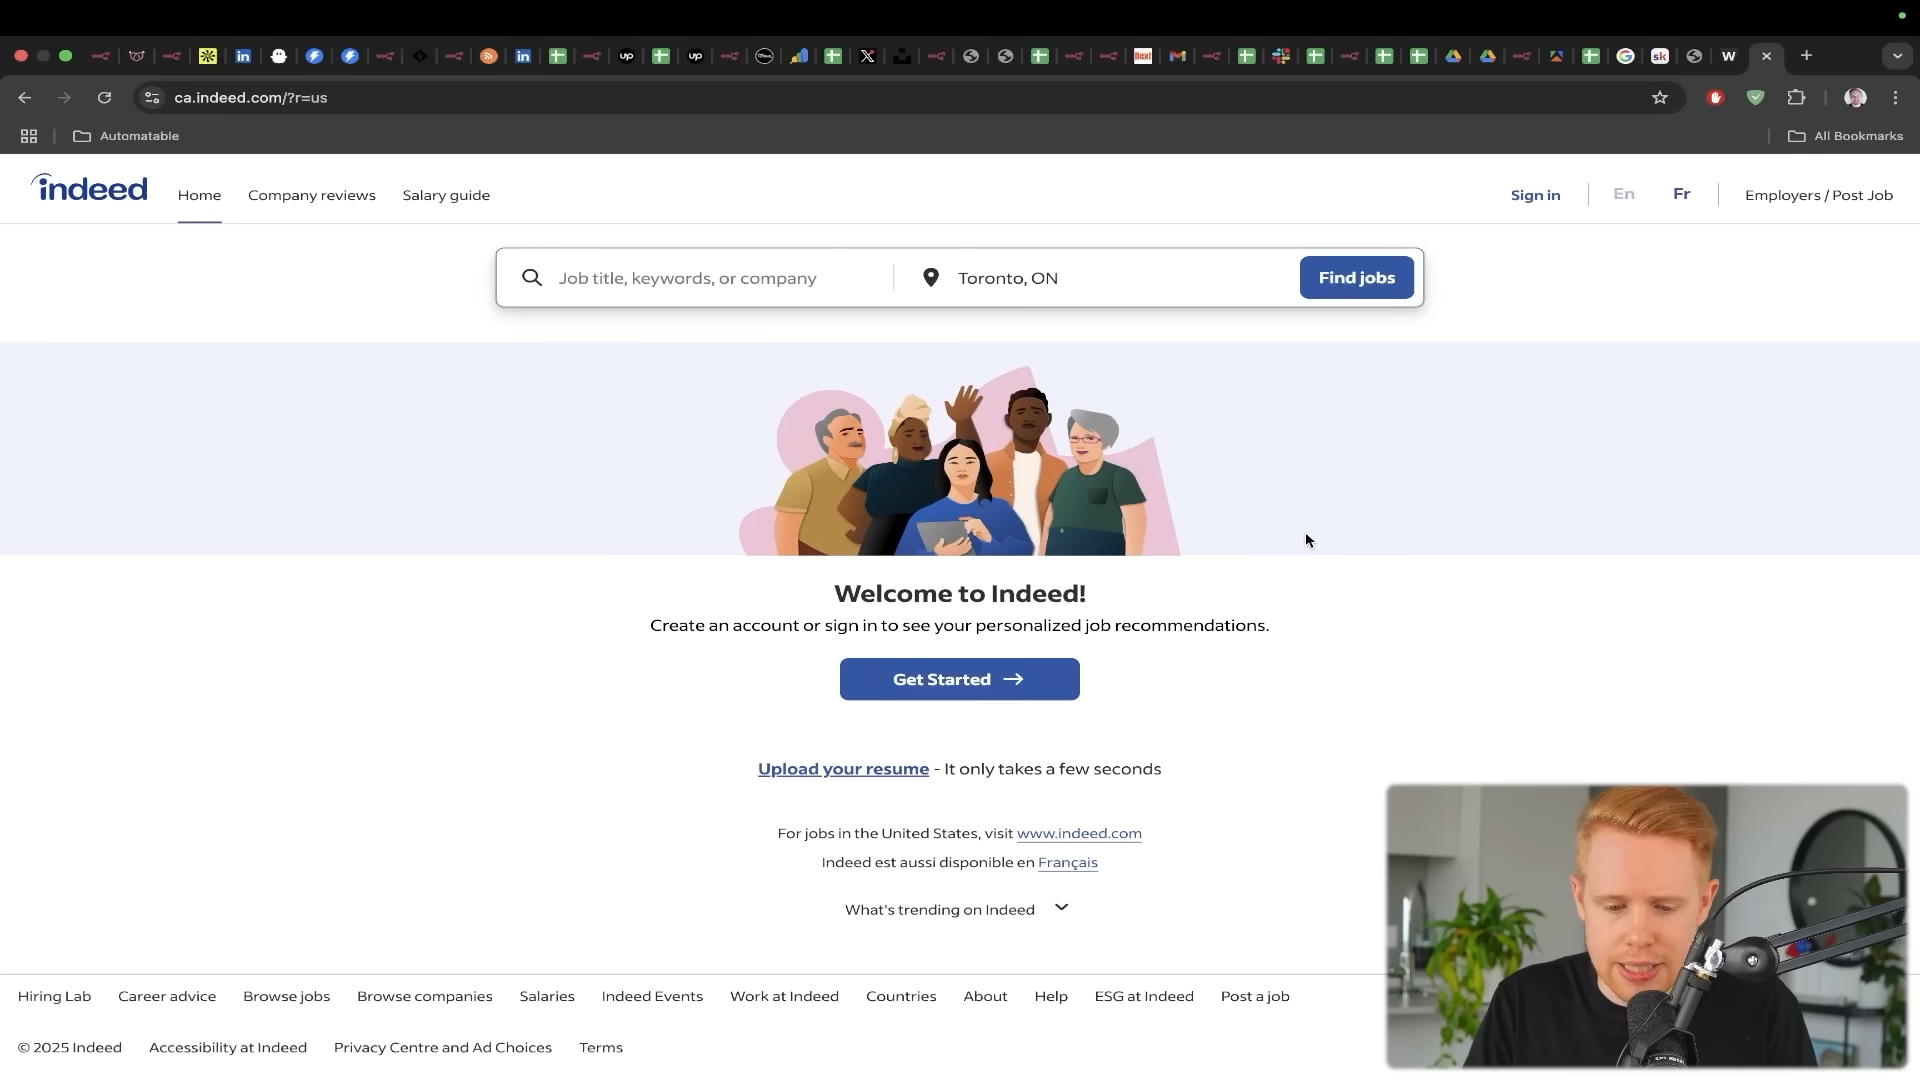 ca.indeed.com/?r=us
Automatable
All Bookmarks
indeed
Home
Company reviews
Salary guide
Sign in
En
Fr
Employers / Post Job
Job title, keywords, or company
Toronto, ON
Find jobs
Welcome to Indeed!
Create an account or sign in to see your personalized job recommendations.
Get Started
Upload your resume - It only takes a few seconds
For jobs in the United States, visit www.indeed.com
Indeed est aussi disponible en Français
What's trending on Indeed
Hiring Lab
Career advice
Browse jobs
Browse companies
Salaries
Indeed Events
Work at Indeed
Countries
About
Help
ESG at Indeed
Post a job
© 2025 Indeed
Accessibility at Indeed
Privacy Centre and Ad Choices
Terms